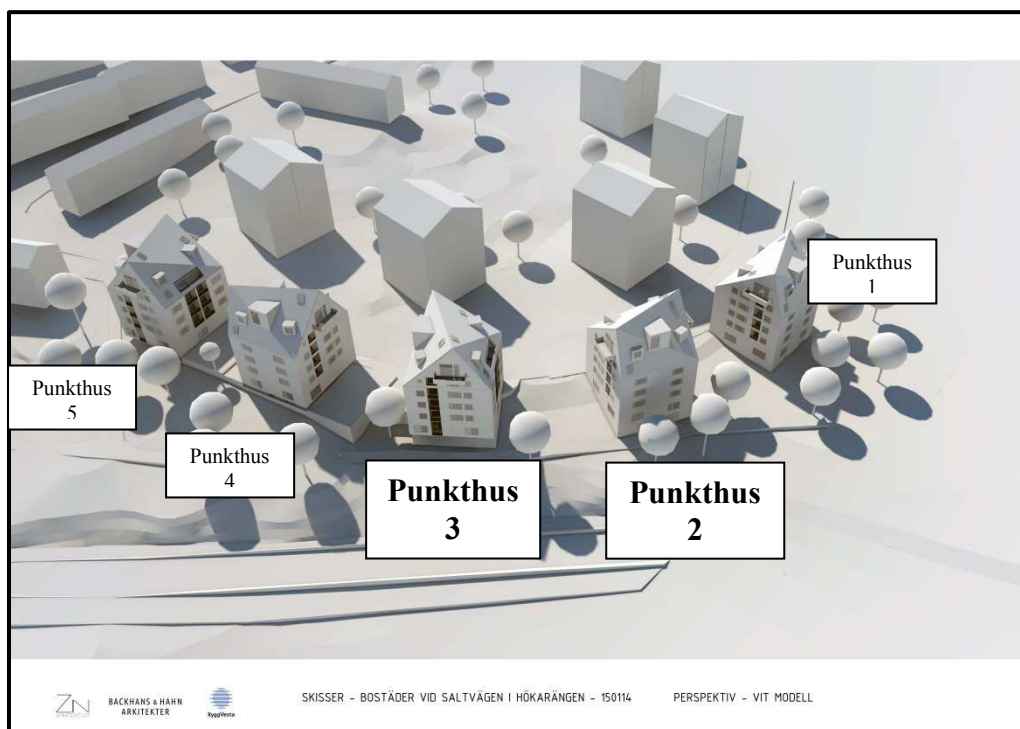 Punkthus
1
Punkthus
5
Punkthus
4
Punkthus
3
Punkthus
2
ZN
BACKHANS & HAHN
ARKITEKTER
ByggVesta
SKISSER - BOSTÄDER VID SALTVÄGEN I HÖKARÄNGEN - 150114 PERSPEKTIV - VIT MODELL